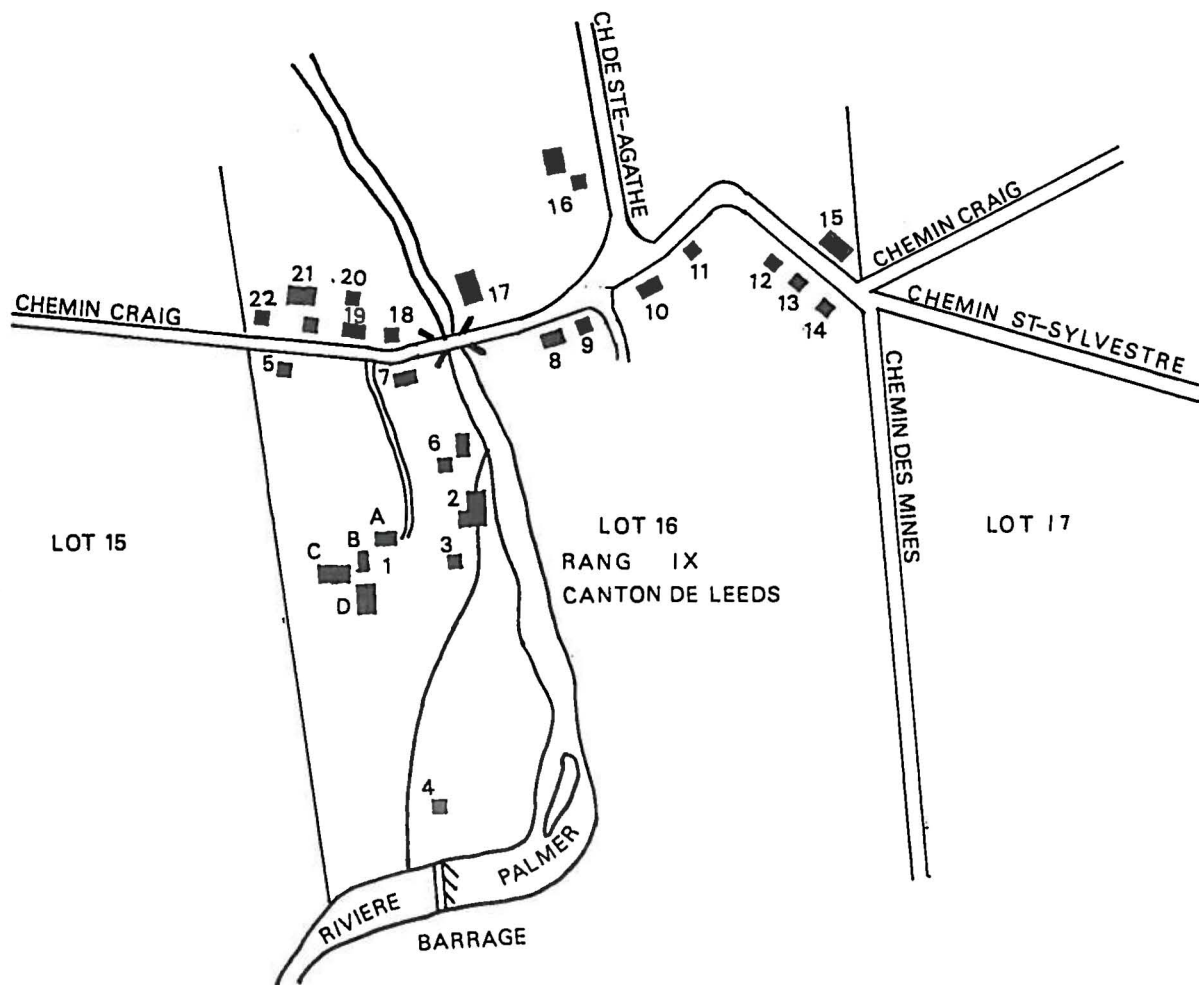 CH DE STE-AGATHE
16
15
CHEMIN CRAIG
11
12
13
14
CHEMIN ST-SYLVESTRE
21
20
22
19
18
17
CHEMIN CRAIG
10
9
8
5
7
CHEMIN DES MINES
6
2
A
B
C
1
3
D
LOT 15
LOT 16
RANG IX
CANTON DE LEEDS
LOT 17
4
RIVIERE
PALMER
BARRAGE